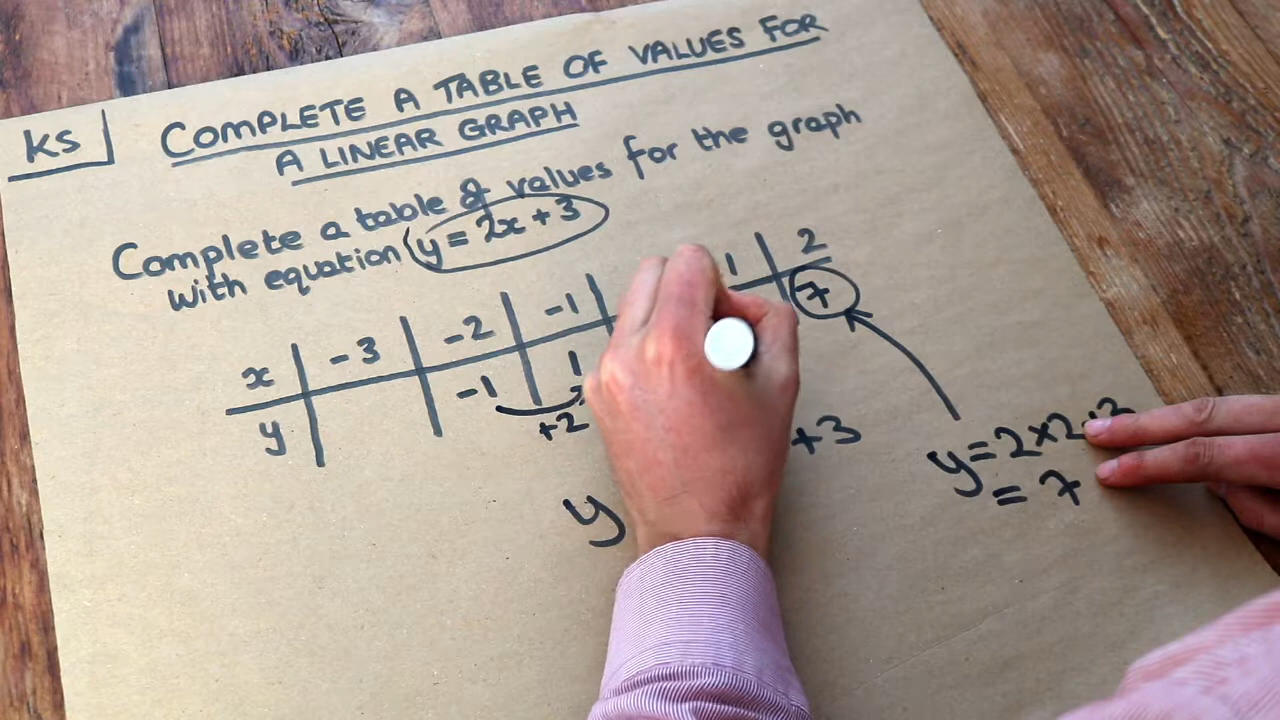 KS
COMPLETE A TABLE OF VALUES FOR
A LINEAR GRAPH
Complete a table of values for the graph
with equation y = 2x + 3
x -3 -2 -1 1 2
y -1 1 7
+2
y +3
y = 2×2+3
= 7